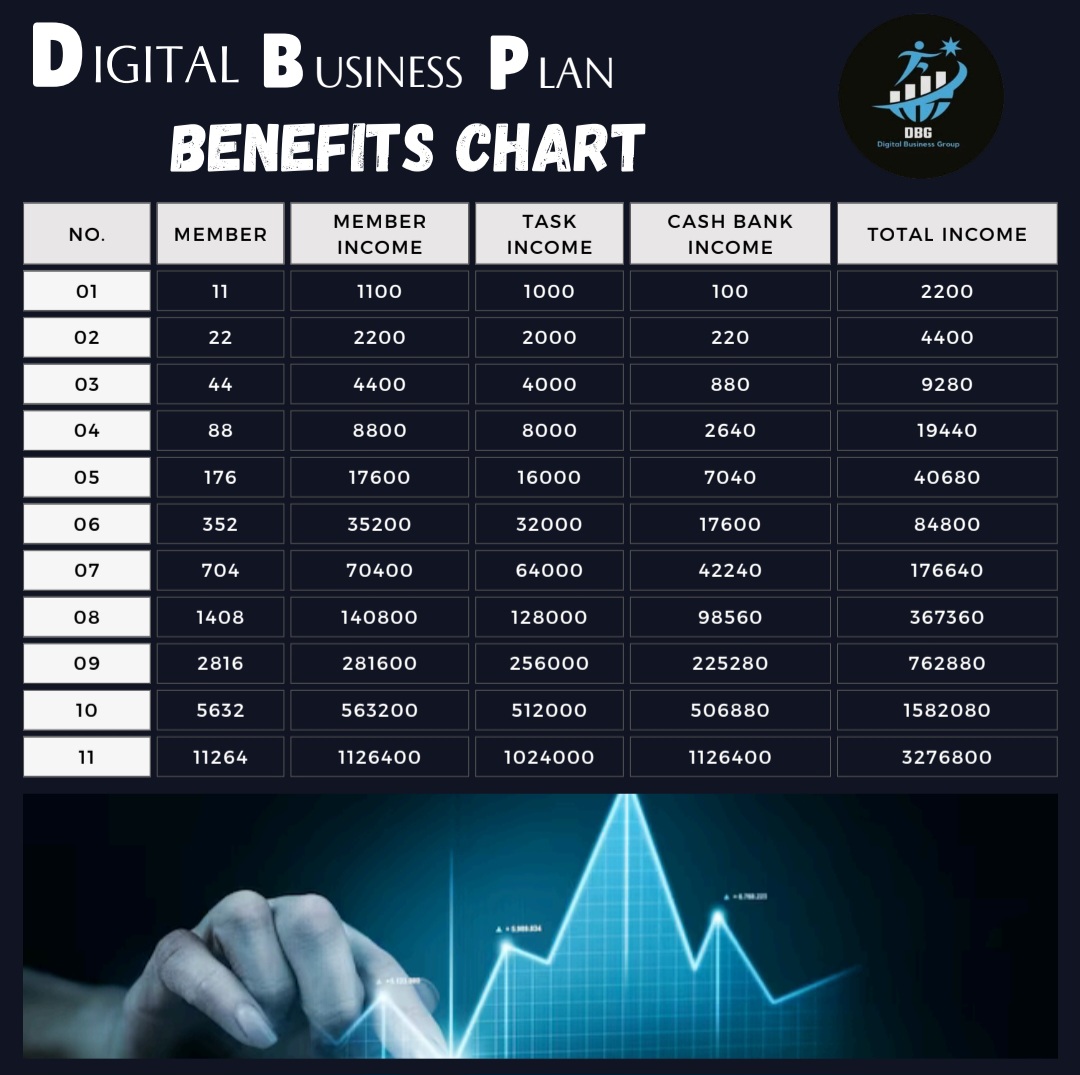 DIGITAL BUSINESS PLAN
BENEFITS CHART
DBG
Digital Business Group
NO. MEMBER MEMBER INCOME TASK INCOME CASH BANK INCOME TOTAL INCOME
01 11 1100 1000 100 2200
02 22 2200 2000 220 4400
03 44 4400 4000 880 9280
04 88 8800 8000 2640 19440
05 176 17600 16000 7040 40680
06 352 35200 32000 17600 84800
07 704 70400 64000 42240 176640
08 1408 140800 128000 98560 367360
09 2816 281600 256000 225280 762880
10 5632 563200 512000 506880 1582080
11 11264 1126400 1024000 1126400 3276800